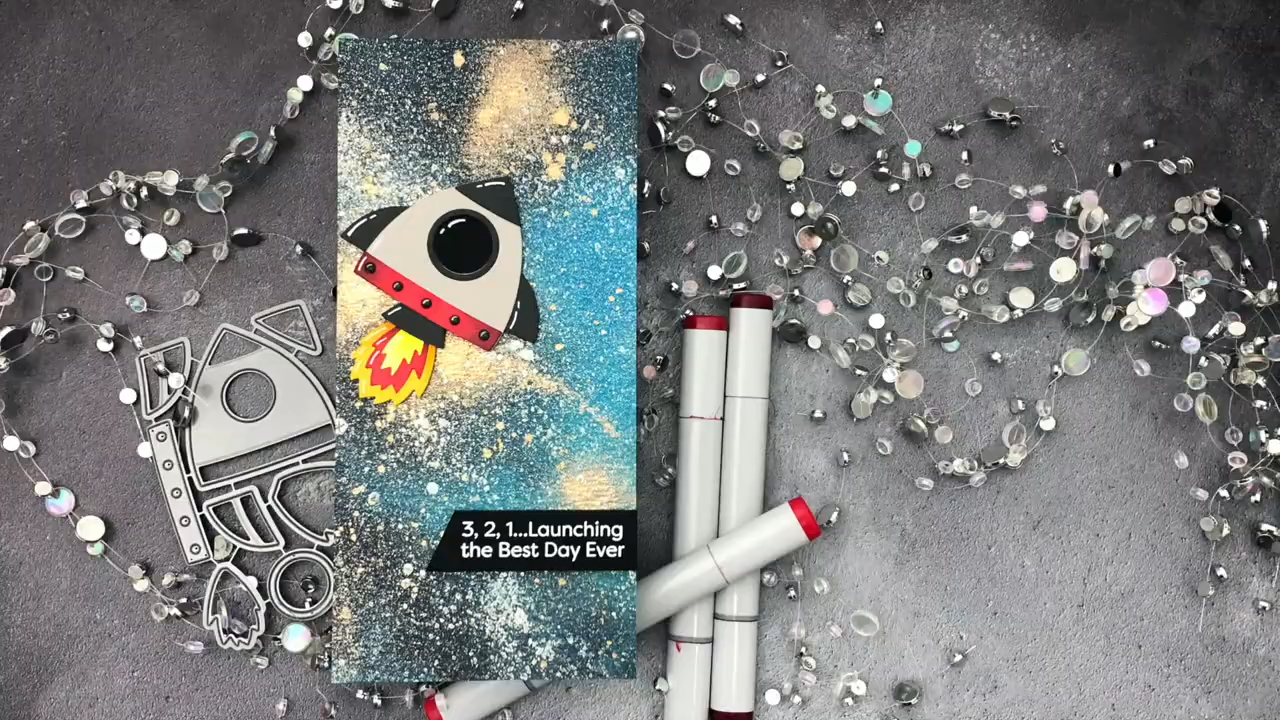 3, 2, 1...Launching
the Best Day Ever